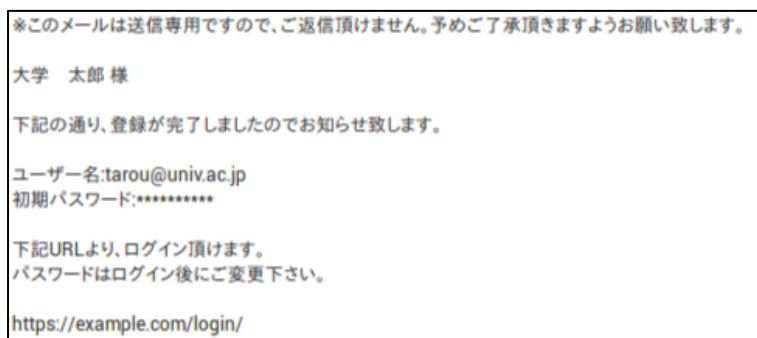 ※このメールは送信専用ですので、ご返信頂けません。予めご了承頂きますようお願い致します。
大学　太郎 様
下記の通り、登録が完了しましたのでお知らせ致します。
ユーザー名:tarou@univ.ac.jp
初期パスワード:**********
下記URLより、ログイン頂けます。
パスワードはログイン後にご変更下さい。
https://example.com/login/